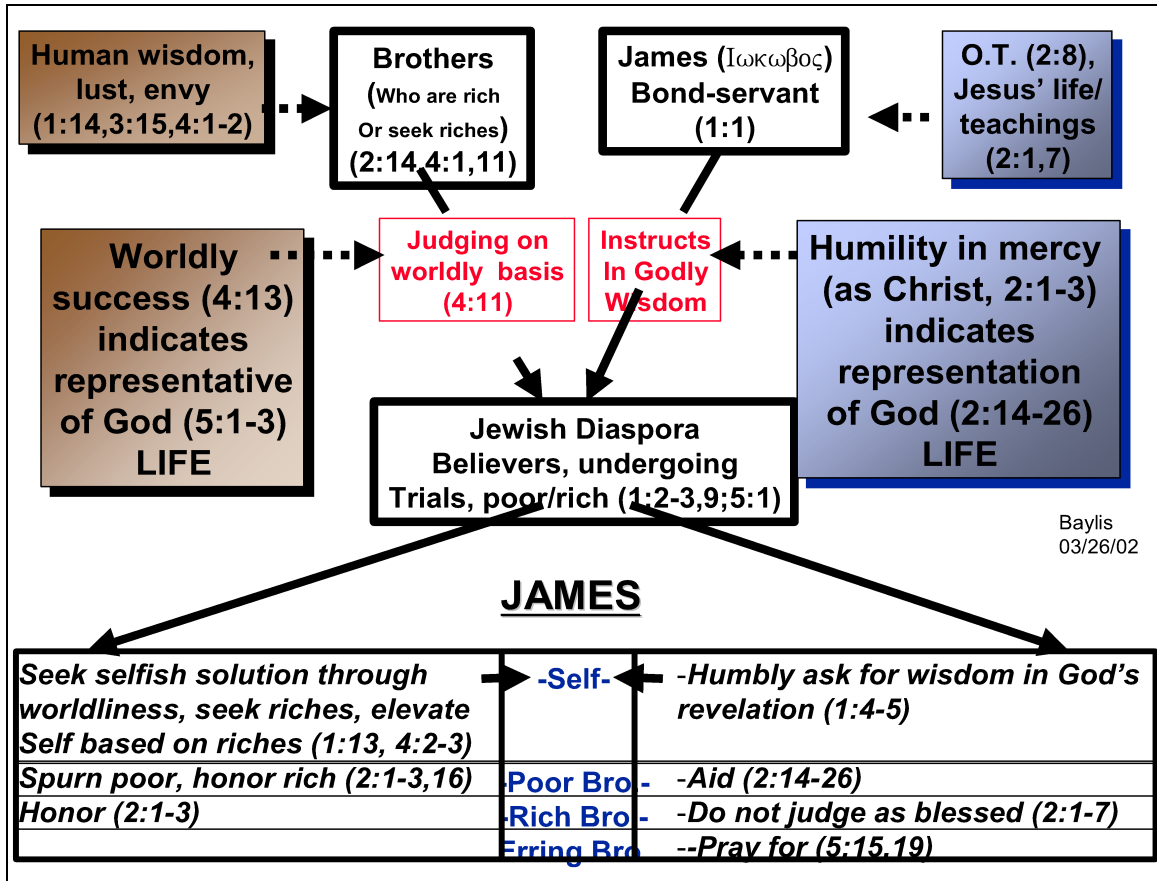 Human wisdom,
lust, envy
(1:14,3:15,4:1-2)
Brothers
(Who are rich
Or seek riches)
(2:14,4:1,11)
James (Ιωκωβος)
Bond-servant
(1:1)
O.T. (2:8),
Jesus’ life/
teachings
(2:1,7)
Worldly
success (4:13)
indicates
representative
of God (5:1-3)
LIFE
Judging on
worldly basis
(4:11)
Instructs
In Godly
Wisdom
Humility in mercy
(as Christ, 2:1-3)
indicates
representation
of God (2:14-26)
LIFE
Jewish Diaspora
Believers, undergoing
Trials, poor/rich (1:2-3,9;5:1)
Baylis
03/26/02
JAMES
Seek selfish solution through
worldliness, seek riches, elevate
Self based on riches (1:13, 4:2-3)
-Self-
-Humbly ask for wisdom in God’s
revelation (1:4-5)
Spurn poor, honor rich (2:1-3,16)
-Poor Bro.-
-Aid (2:14-26)
Honor (2:1-3)
-Rich Bro.-
-Do not judge as blessed (2:1-7)
Erring Bro
--Pray for (5:15,19)